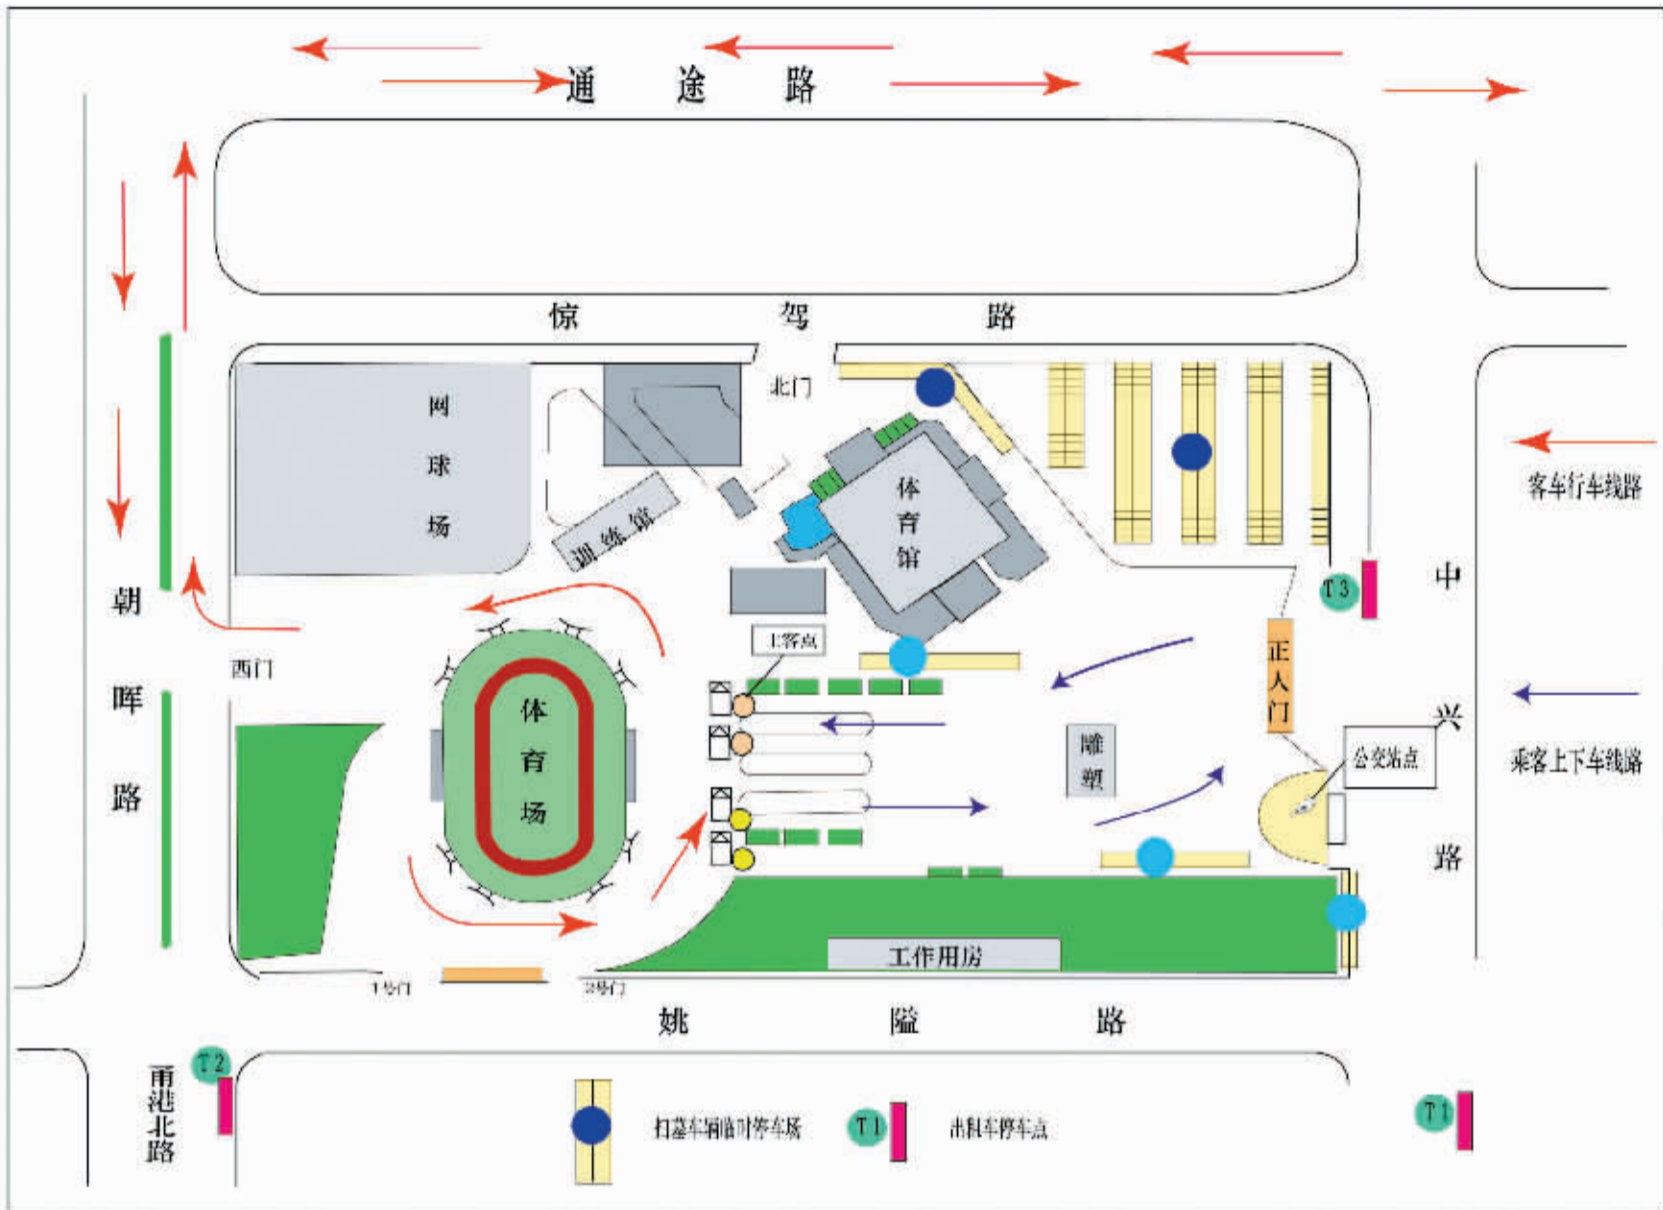 通途路
惊驾路
北门
网球场
训练馆
体育馆
客车行车线路
T3
中兴路
朝晖路
上客点
西门
体育场
正人门
雕塑
公交站点
乘客上下车线路
工作用房
1号门
2号门
姚隘路
T2
甬港北路
扫墓车辆临时停车场
T1
出租车停车点
T1